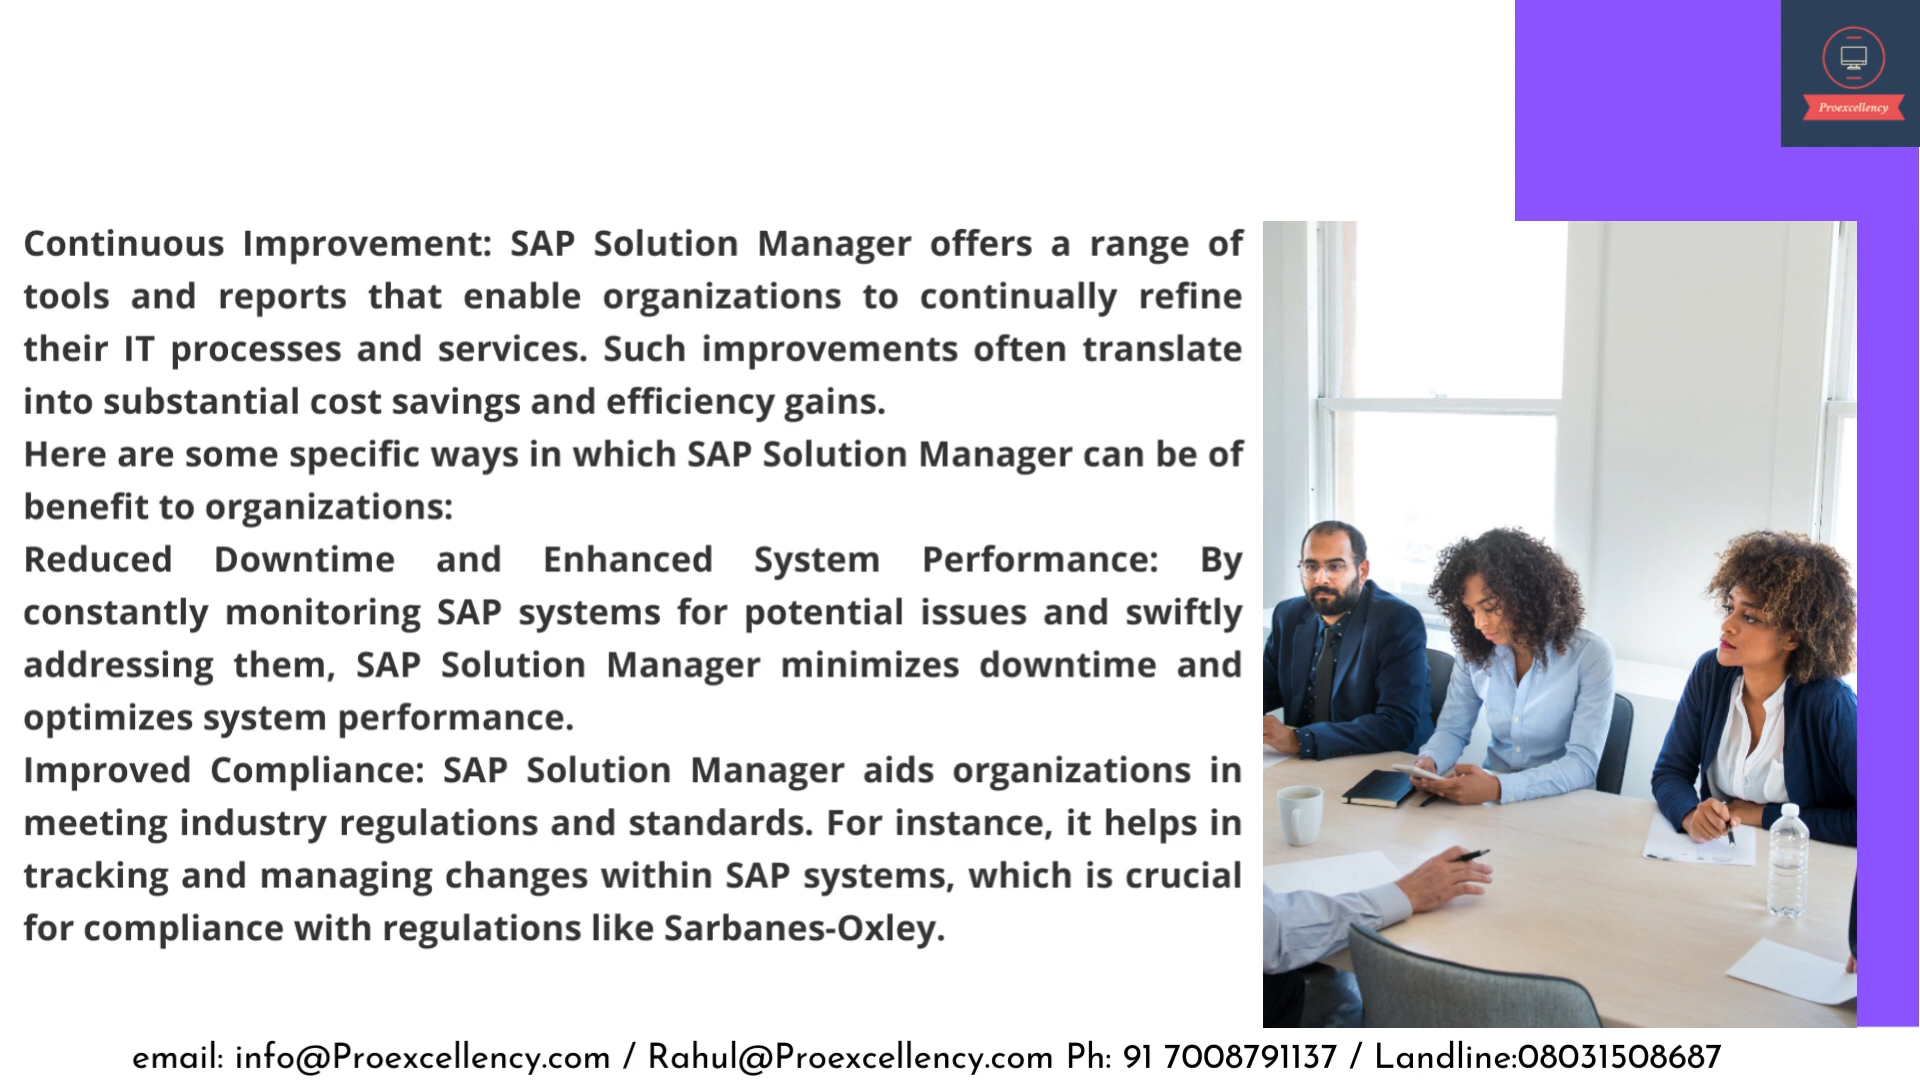 Proexcellency
Continuous Improvement: SAP Solution Manager offers a range of
tools and reports that enable organizations to continually refine
their IT processes and services. Such improvements often translate
into substantial cost savings and efficiency gains.
Here are some specific ways in which SAP Solution Manager can be of
benefit to organizations:
Reduced Downtime and Enhanced System Performance: By
constantly monitoring SAP systems for potential issues and swiftly
addressing them, SAP Solution Manager minimizes downtime and
optimizes system performance.
Improved Compliance: SAP Solution Manager aids organizations in
meeting industry regulations and standards. For instance, it helps in
tracking and managing changes within SAP systems, which is crucial
for compliance with regulations like Sarbanes-Oxley.
email: info@Proexcellency.com / Rahul@Proexcellency.com Ph: 91 7008791137 / Landline:08031508687